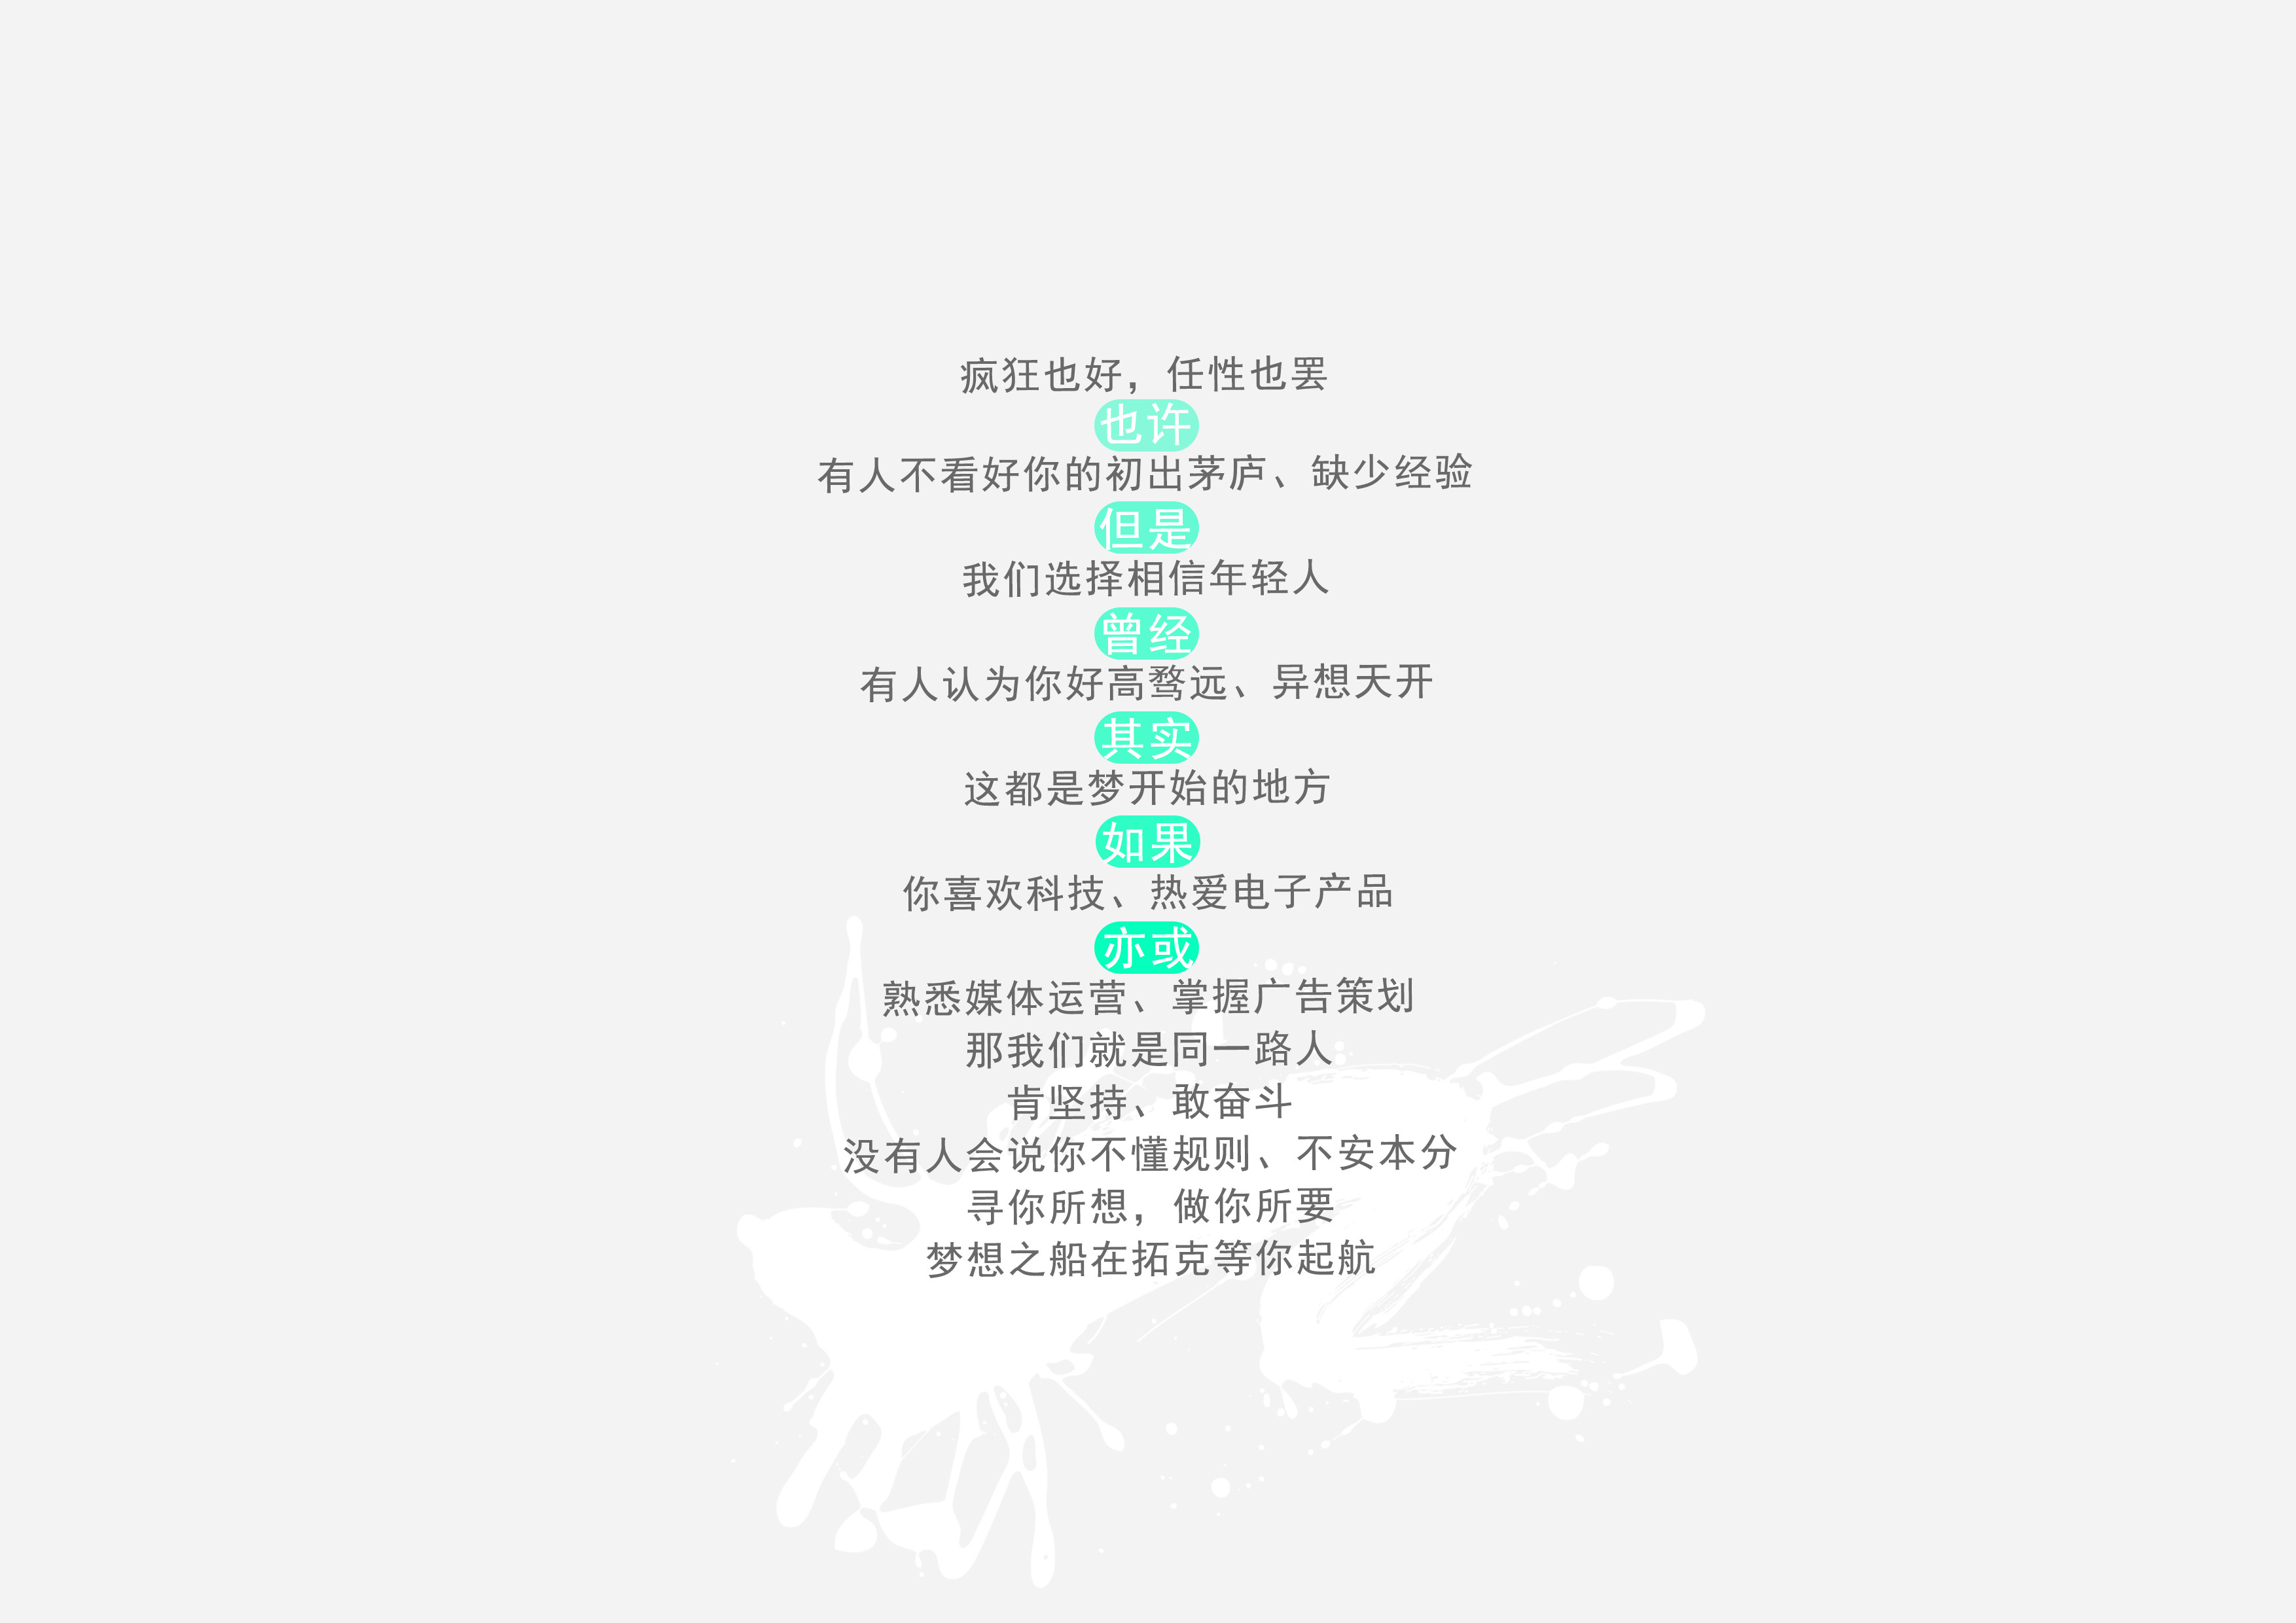 疯狂也好，任性也罢
也许
有人不看好你的初出茅庐、缺少经验
但是
我们选择相信年轻人
曾经
有人认为你好高骛远、异想天开
其实
这都是梦开始的地方
如果
你喜欢科技、热爱电子产品
亦或
熟悉媒体运营、掌握广告策划
那我们就是同一路人
肯坚持、敢奋斗
没有人会说你不懂规则、不安本分
寻你所想，做你所要
梦想之船在拓克等你起航